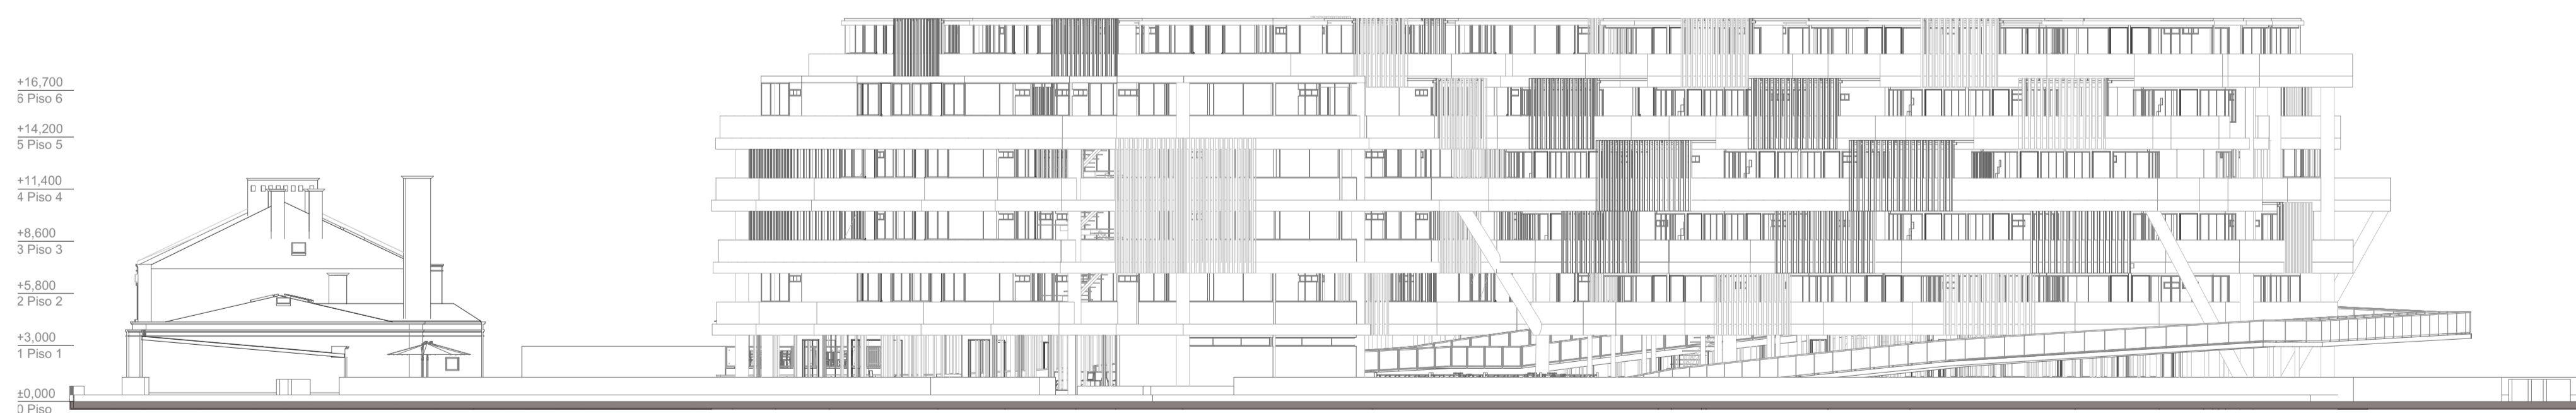 +16,700
6 Piso 6
+14,200
5 Piso 5
+11,400
4 Piso 4
+8,600
3 Piso 3
+5,800
2 Piso 2
+3,000
1 Piso 1
±0,000
0 Piso